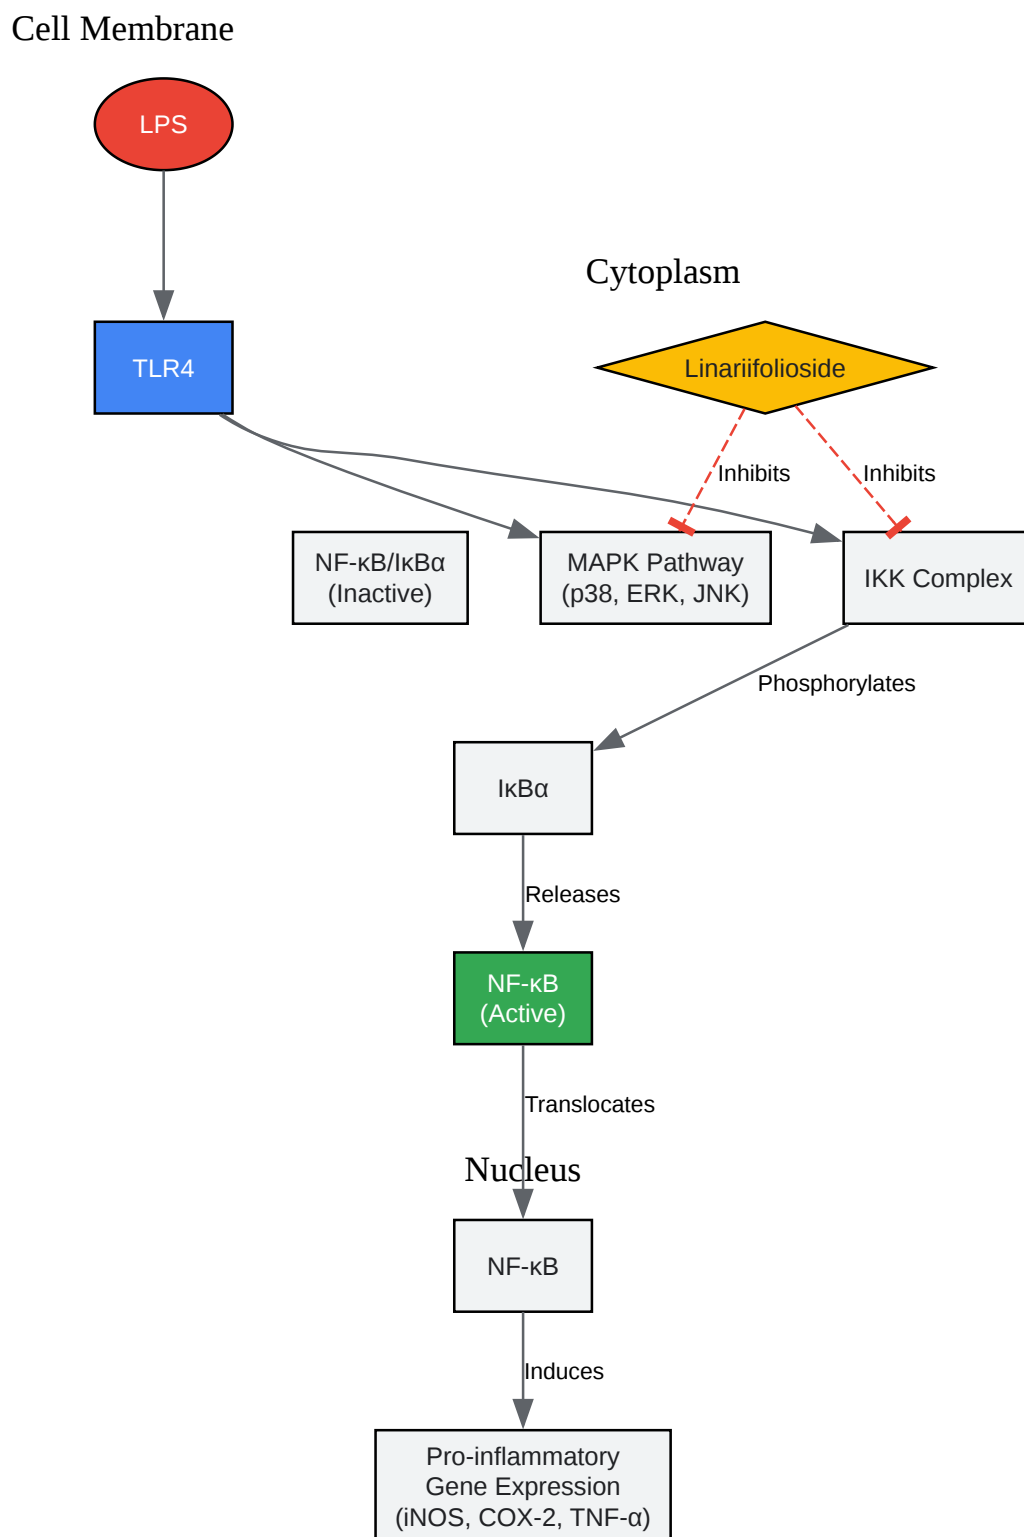 Cell Membrane
LPS
Cytoplasm
TLR4
Linariifolioside
Inhibits
Inhibits
NF-κB/IκBα
(Inactive)
MAPK Pathway
(p38, ERK, JNK)
IKK Complex
Phosphorylates
IκBα
Releases
NF-κB
(Active)
Translocates
Nucleus
NF-κB
Induces
Pro-inflammatory
Gene Expression
(iNOS, COX-2, TNF-α)